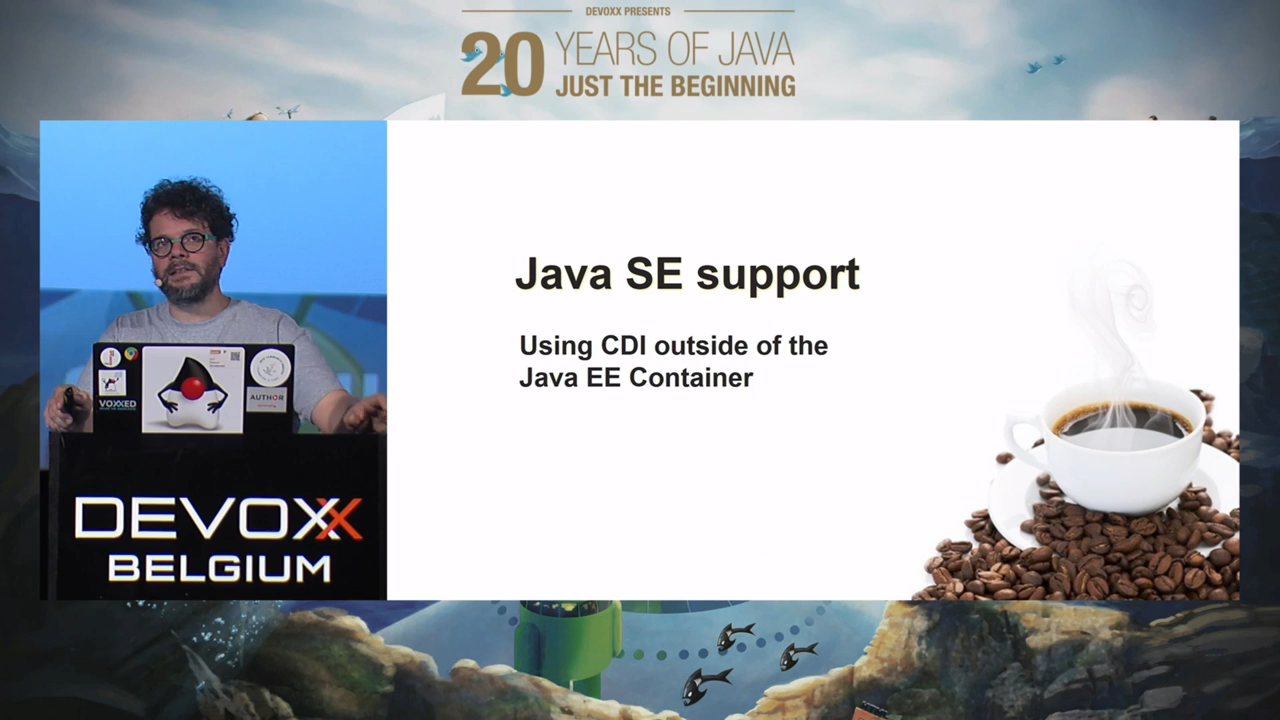 DEVOXX PRESENTS
20 YEARS OF JAVA
JUST THE BEGINNING
Java SE support
Using CDI outside of the
Java EE Container
VOXXED
AUTHOR
DEVOXX
BELGIUM